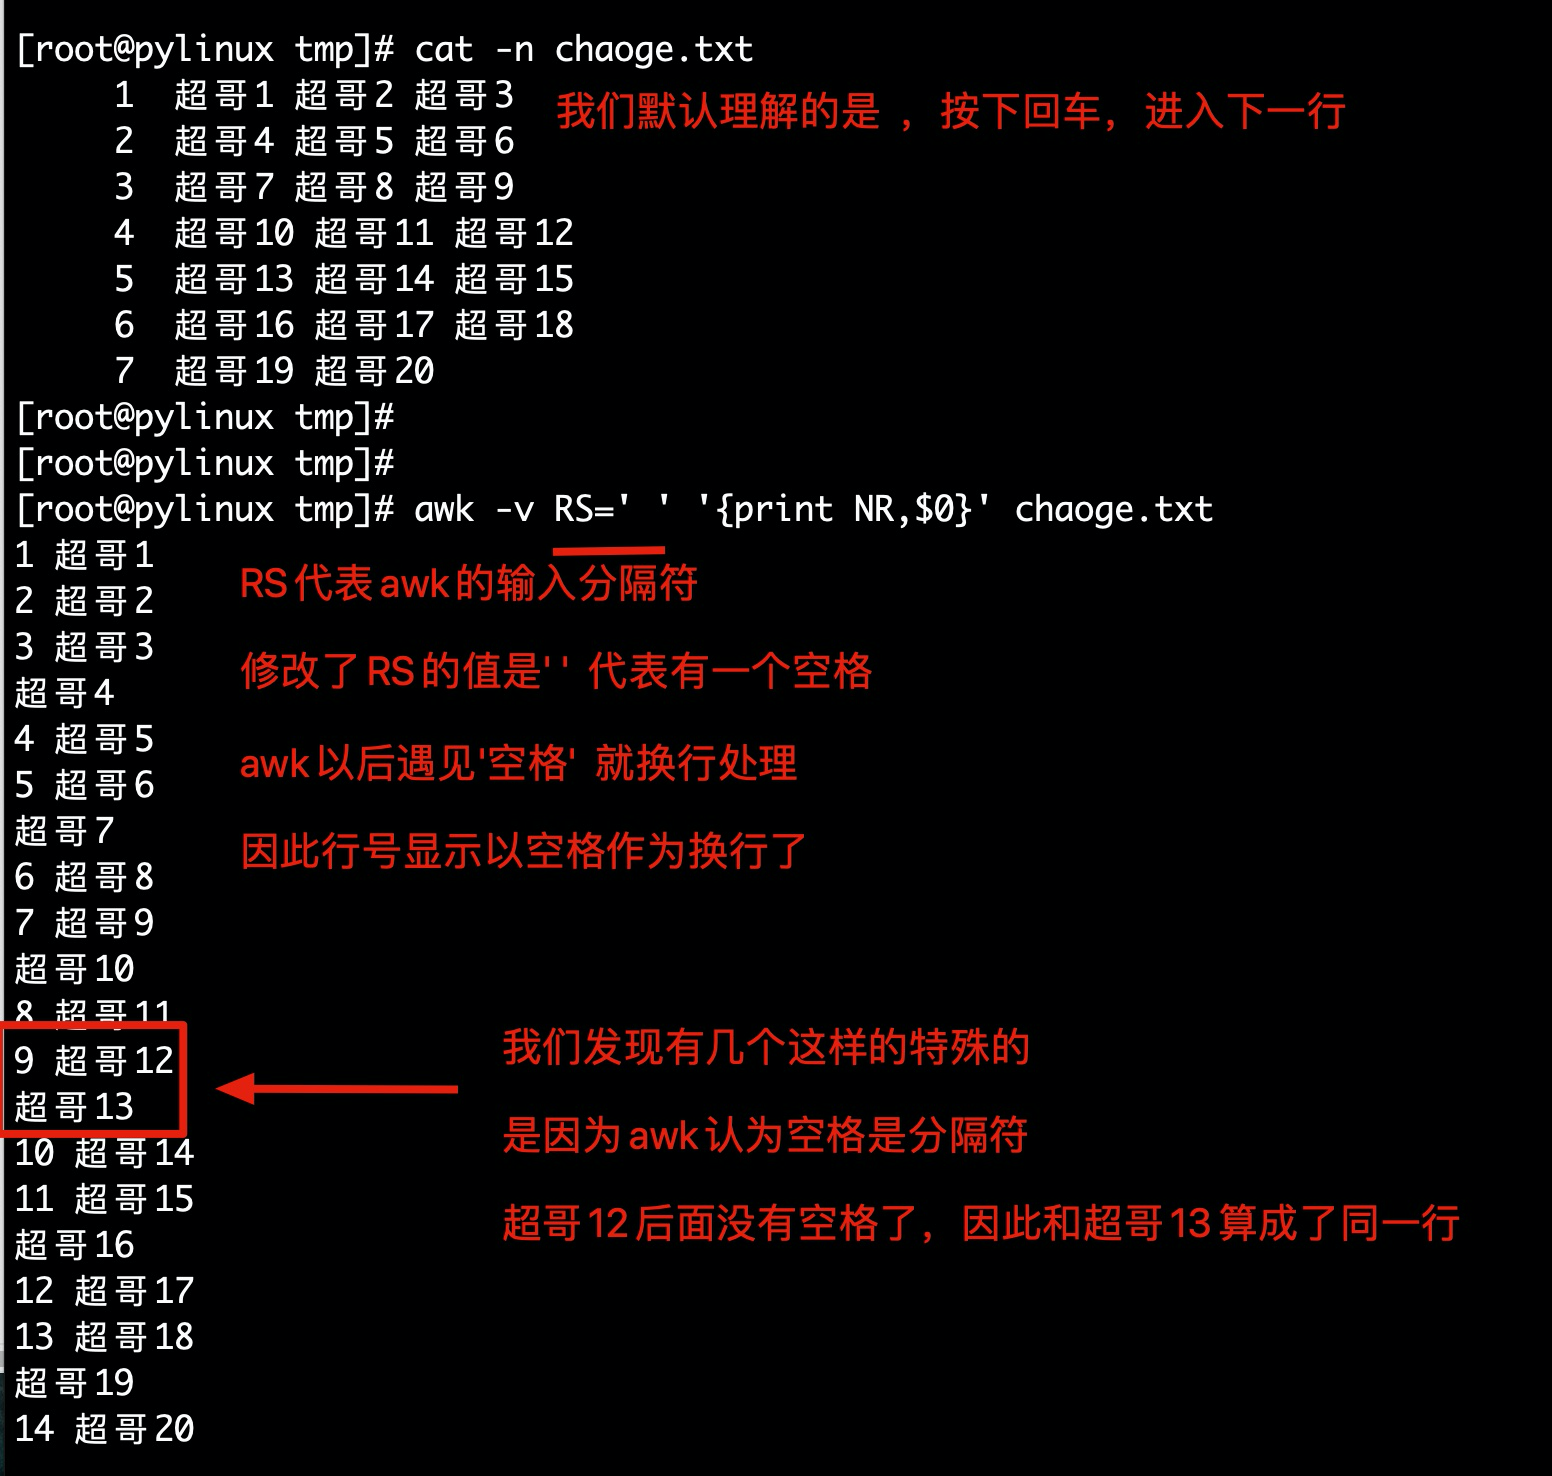 [root@pylinux tmp]# cat -n chaoge.txt
1 超哥1 超哥2 超哥3
我们默认理解的是 ，按下回车，进入下一行
2 超哥4 超哥5 超哥6
3 超哥7 超哥8 超哥9
4 超哥10 超哥11 超哥12
5 超哥13 超哥14 超哥15
6 超哥16 超哥17 超哥18
7 超哥19 超哥20
[root@pylinux tmp]#
[root@pylinux tmp]#
[root@pylinux tmp]# awk -v RS=' ' '{print NR,$0}' chaoge.txt
1 超哥1
RS代表awk的输入分隔符
2 超哥2
3 超哥3
修改了RS的值是' ' 代表有一个空格
超哥4
4 超哥5
awk以后遇见'空格' 就换行处理
5 超哥6
超哥7
因此行号显示以空格作为换行了
6 超哥8
7 超哥9
超哥10
8 超哥11
9 超哥12
我们发现有几个这样的特殊的
超哥13
是因为awk认为空格是分隔符
10 超哥14
11 超哥15
超哥12后面没有空格了，因此和超哥13算成了同一行
超哥16
12 超哥17
13 超哥18
超哥19
14 超哥20